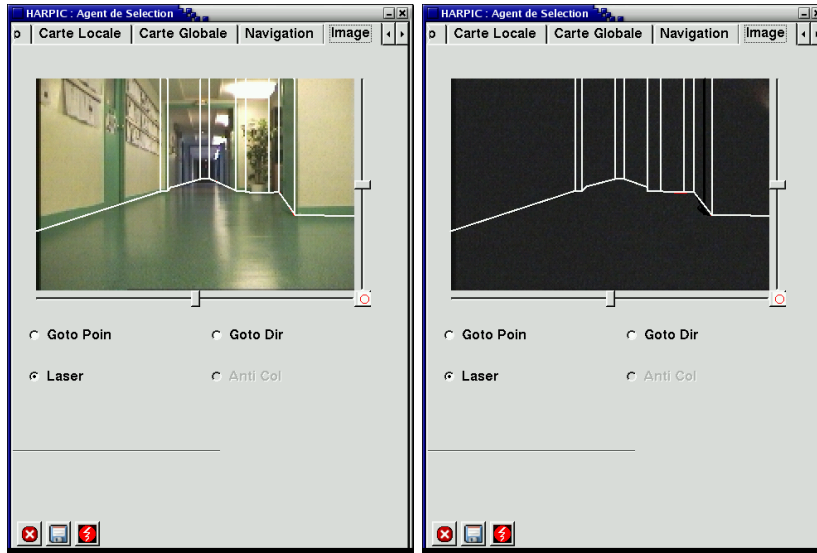 HARPIC : Agent de Selection
Carte Locale Carte Globale Navigation Image
Goto Poin Goto Dir
Laser Anti Col
HARPIC : Agent de Selection
Carte Locale Carte Globale Navigation Image
Goto Poin Goto Dir
Laser Anti Col